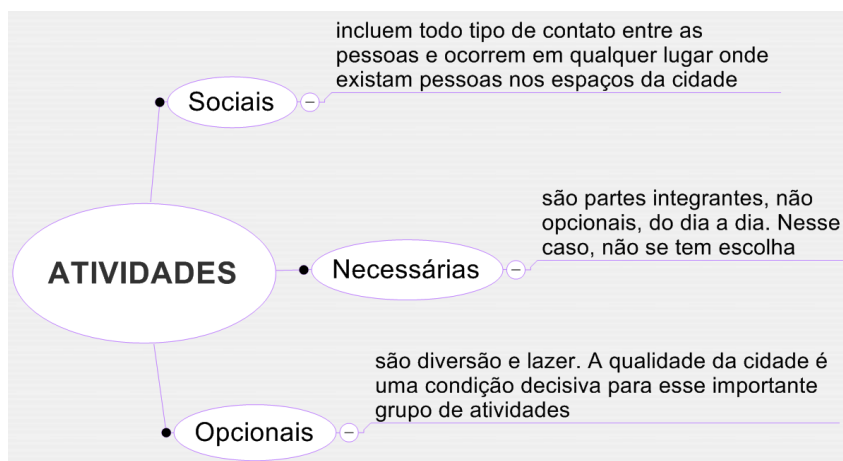 incluem todo tipo de contato entre as
pessoas e ocorrem em qualquer lugar onde
existam pessoas nos espaços da cidade
Sociais
são partes integrantes, não
opcionais, do dia a dia. Nesse
caso, não se tem escolha
ATIVIDADES
Necessárias
são diversão e lazer. A qualidade da cidade é
uma condição decisiva para esse importante
grupo de atividades
Opcionais